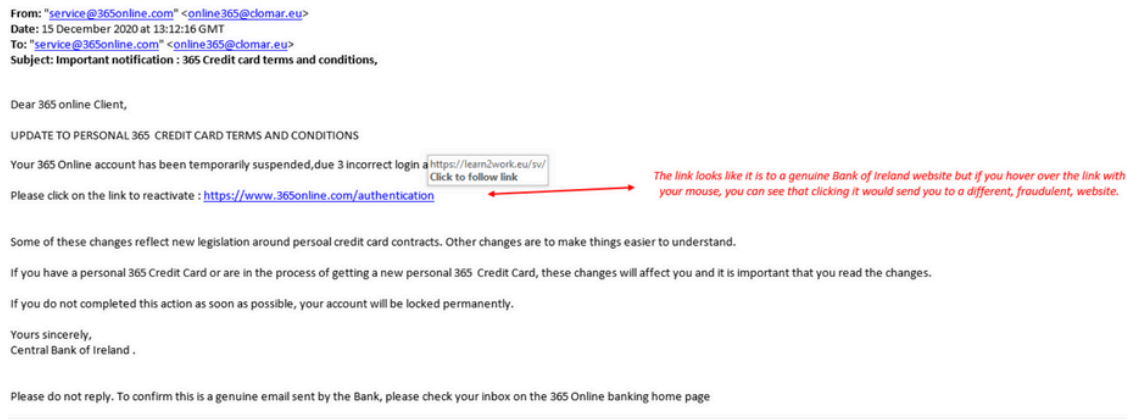 From: "service@365online.com" <online365@clomar.eu>
Date: 15 December 2020 at 13:12:16 GMT
To: "service@365online.com" <online365@clomar.eu>
Subject: Important notification : 365 Credit card terms and conditions,
Dear 365 online Client,
UPDATE TO PERSONAL 365 CREDIT CARD TERMS AND CONDITIONS
Your 365 Online account has been temporarily suspended,due 3 incorrect login a
https://learn2work.eu/sv/
Click to follow link
Please click on the link to reactivate : https://www.365online.com/authentication
The link looks like it is to a genuine Bank of Ireland website but if you hover over the link with
your mouse, you can see that clicking it would send you to a different, fraudulent, website.
Some of these changes reflect new legislation around persoal credit card contracts. Other changes are to make things easier to understand.
If you have a personal 365 Credit Card or are in the process of getting a new personal 365 Credit Card, these changes will affect you and it is important that you read the changes.
If you do not completed this action as soon as possible, your account will be locked permanently.
Yours sincerely,
Central Bank of Ireland .
Please do not reply. To confirm this is a genuine email sent by the Bank, please check your inbox on the 365 Online banking home page